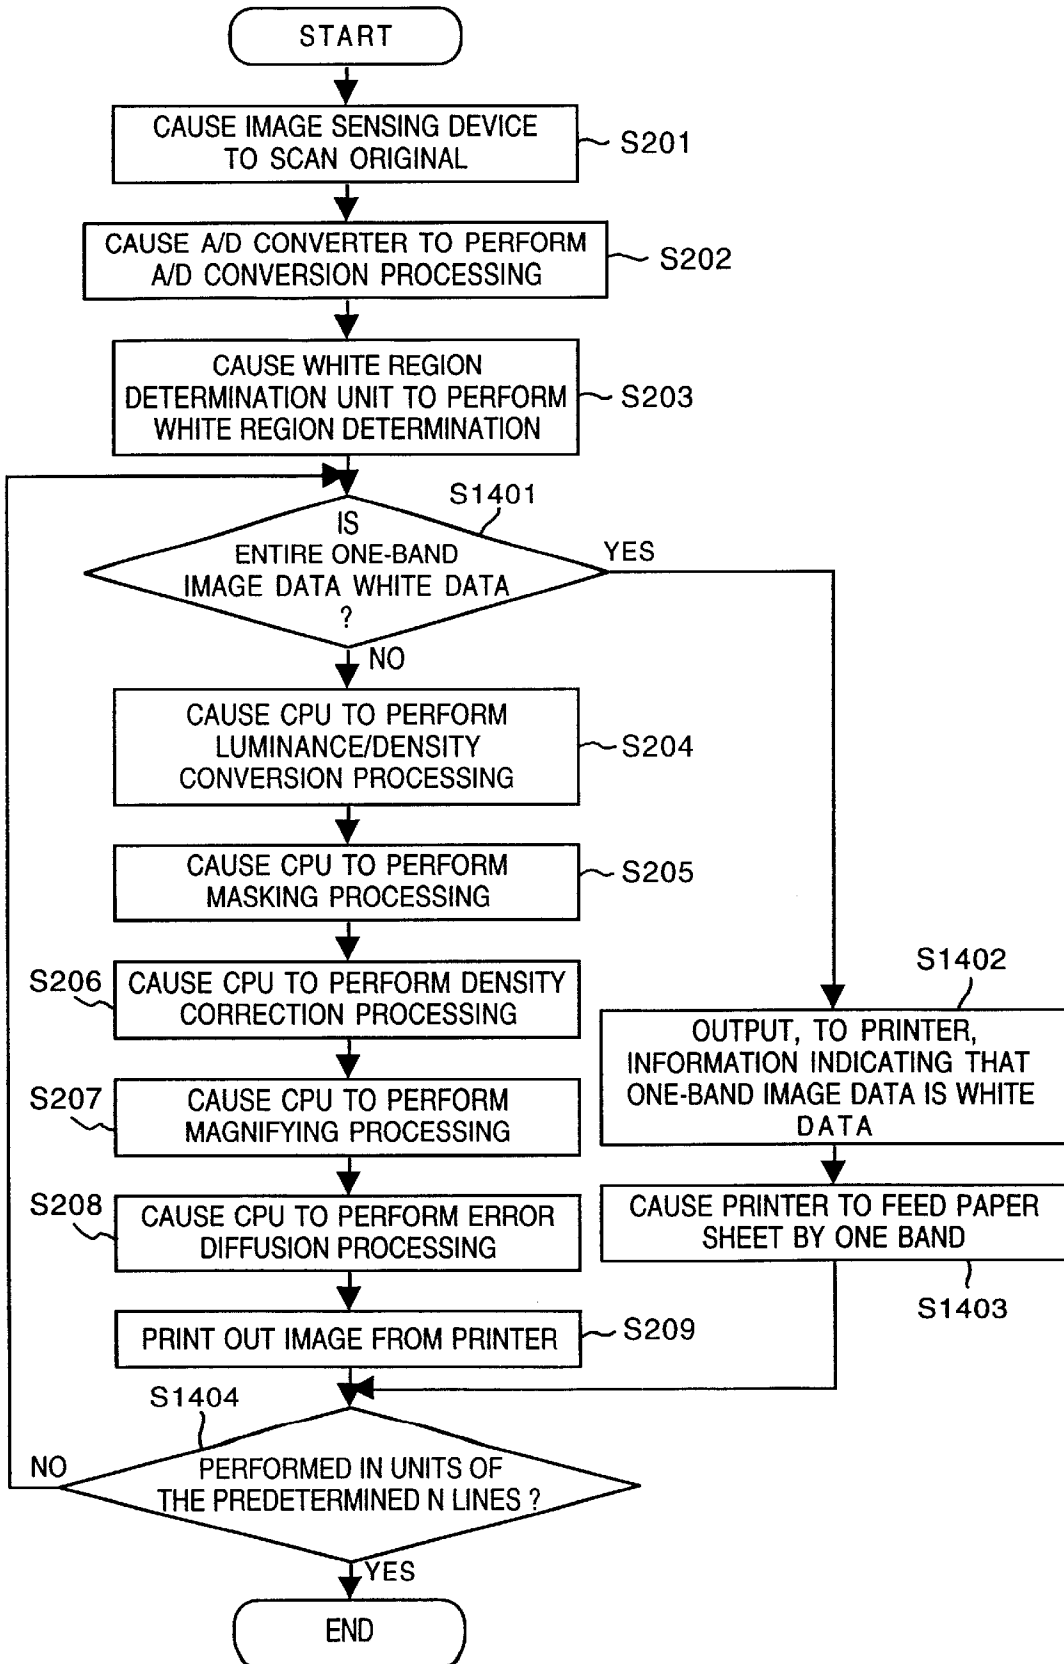 START
CAUSE IMAGE SENSING DEVICE
TO SCAN ORIGINAL
S201
CAUSE A/D CONVERTER TO PERFORM
A/D CONVERSION PROCESSING
S202
CAUSE WHITE REGION
DETERMINATION UNIT TO PERFORM
WHITE REGION DETERMINATION
S203
S1401
IS
ENTIRE ONE-BAND
IMAGE DATA WHITE DATA
?
YES
NO
CAUSE CPU TO PERFORM
LUMINANCE/DENSITY
CONVERSION PROCESSING
S204
CAUSE CPU TO PERFORM
MASKING PROCESSING
S205
S206
CAUSE CPU TO PERFORM DENSITY
CORRECTION PROCESSING
S1402
OUTPUT, TO PRINTER,
INFORMATION INDICATING THAT
ONE-BAND IMAGE DATA IS WHITE
DATA
S207
CAUSE CPU TO PERFORM
MAGNIFYING PROCESSING
S208
CAUSE CPU TO PERFORM ERROR
DIFFUSION PROCESSING
CAUSE PRINTER TO FEED PAPER
SHEET BY ONE BAND
S1403
PRINT OUT IMAGE FROM PRINTER
S209
S1404
NO
PERFORMED IN UNITS OF
THE PREDETERMINED N LINES ?
YES
END